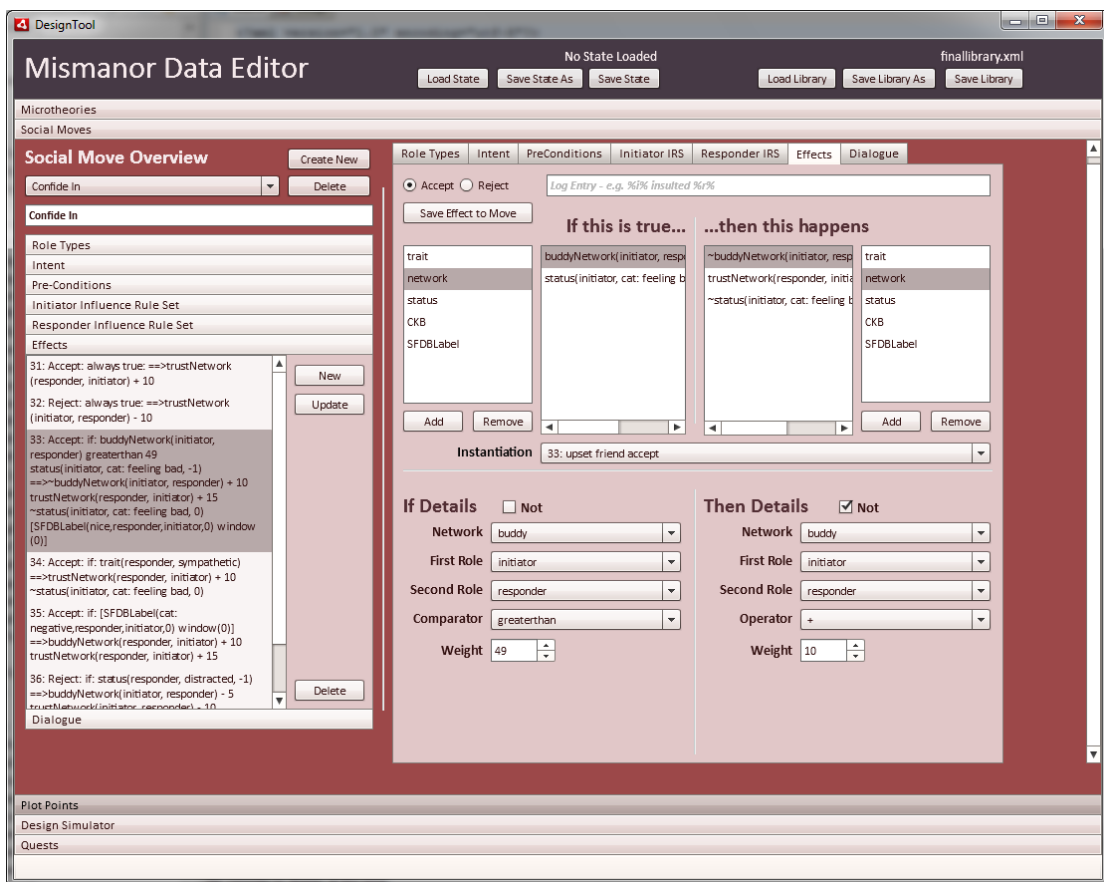 DesignTool
Mismanor Data Editor
No State Loaded
Load State
Save State As
Save State
finallibrary.xml
Load Library
Save Library As
Save Library
Microtheories
Social Moves
Social Move Overview
Create New
Confide In
Delete
Confide In
Role Types
Intent
Pre-Conditions
Initiator Influence Rule Set
Responder Influence Rule Set
Effects
31: Accept: always true: ==>trustNetwork
(responder, initiator) + 10
32: Reject: always true: ==>trustNetwork
(initiator, responder) - 10
33: Accept: if: buddyNetwork(initiator,
responder) greaterthan 49
status(initiator, cat: feeling bad, -1)
==>~buddyNetwork(initiator, responder) + 10
trustNetwork(responder, initiator) + 15
~status(initiator, cat: feeling bad, 0)
[SFDBLabel(nice,responder,initiator,0) window
(0)]
34: Accept: if: trait(responder, sympathetic)
==>trustNetwork(responder, initiator) + 10
~status(initiator, cat: feeling bad, 0)
35: Accept: if: [SFDBLabel(cat:
negative,responder,initiator,0) window(0)]
==>buddyNetwork(responder, initiator) + 10
trustNetwork(responder, initiator) + 15
36: Reject: if: status(responder, distracted, -1)
==>buddyNetwork(initiator, responder) - 5
trustNetwork(initiator, responder) - 10
New
Update
Delete
Dialogue
Role Types
Intent
PreConditions
Initiator IRS
Responder IRS
Effects
Dialogue
Accept
Reject
Log Entry - e.g. %i% insulted %r%
Save Effect to Move
If this is true...
...then this happens
trait
network
status
CKB
SFDBLabel
buddyNetwork(initiator, resp
status(initiator, cat: feeling b
~buddyNetwork(initiator, resp
trustNetwork(responder, initia
~status(initiator, cat: feeling b
trait
network
status
CKB
SFDBLabel
Add
Remove
Add
Remove
Instantiation
33: upset friend accept
If Details
Not
Network
buddy
First Role
initiator
Second Role
responder
Comparator
greaterthan
Weight
49
Then Details
Not
Network
buddy
First Role
initiator
Second Role
responder
Operator
+
Weight
10
Plot Points
Design Simulator
Quests